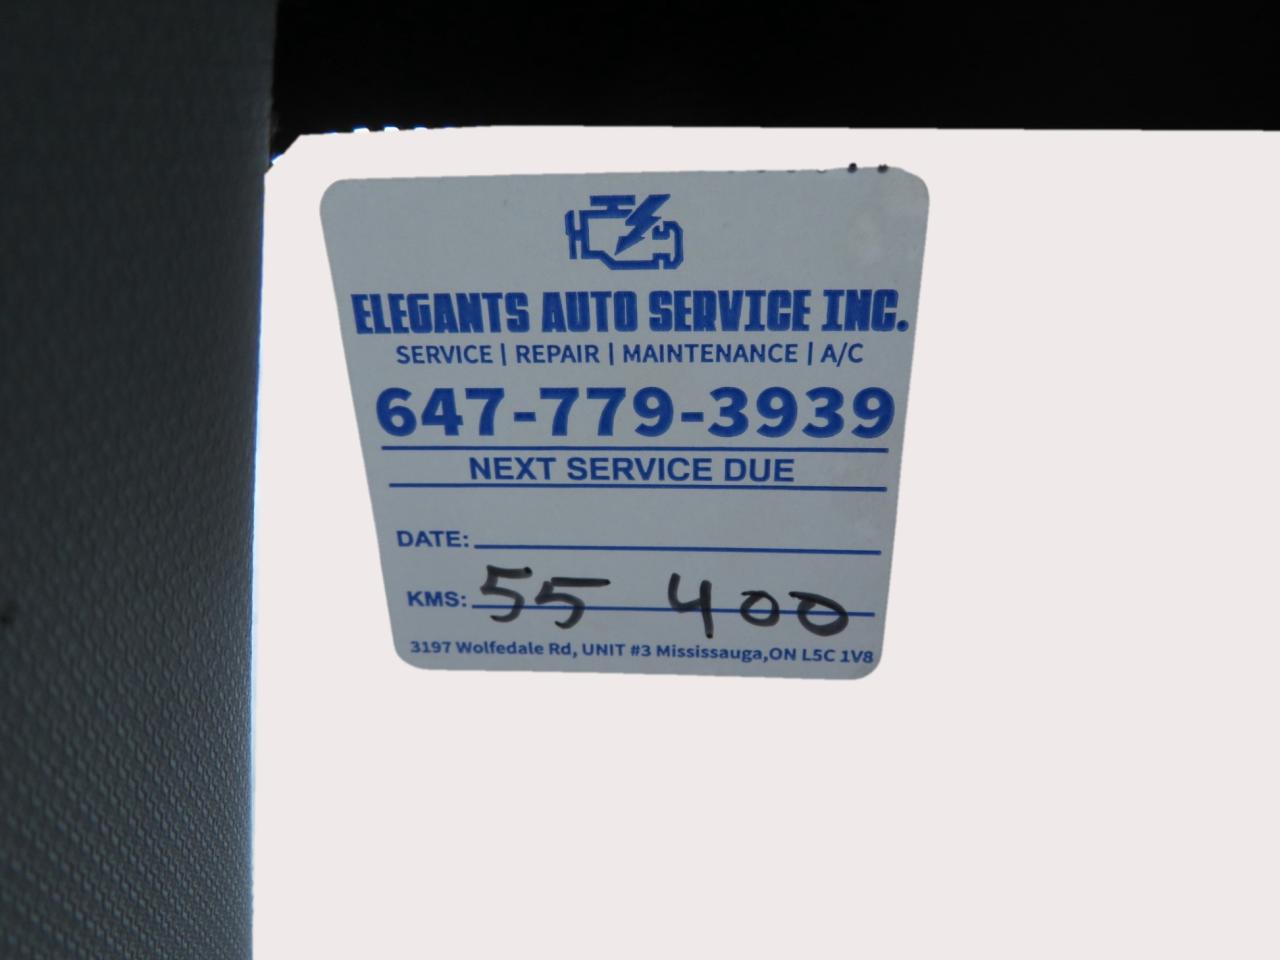 ELEGANTS AUTO SERVICE INC.
SERVICE | REPAIR | MAINTENANCE | A/C
647-779-3939
NEXT SERVICE DUE
DATE:
KMS: 55 400
3197 Wolfedale Rd, UNIT #3 Mississauga,ON L5C 1V8